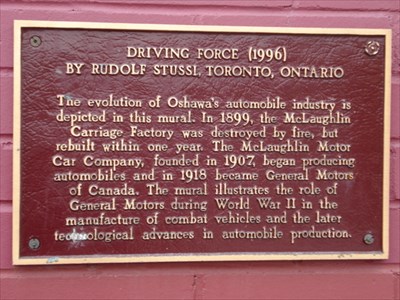 DRIVING FORCE (1996)
BY RUDOLF STUSSI, TORONTO, ONTARIO
The evolution of Oshawa's automobile industry is
depicted in this mural. In 1899, the McLaughlin
Carriage Factory was destroyed by fire, but
rebuilt within one year. The McLaughlin Motor
Car Company, founded in 1907, began producing
automobiles and in 1918 became General Motors
of Canada. The mural illustrates the role of
General Motors during World War II in the
manufacture of combat vehicles and the later
technological advances in automobile production.